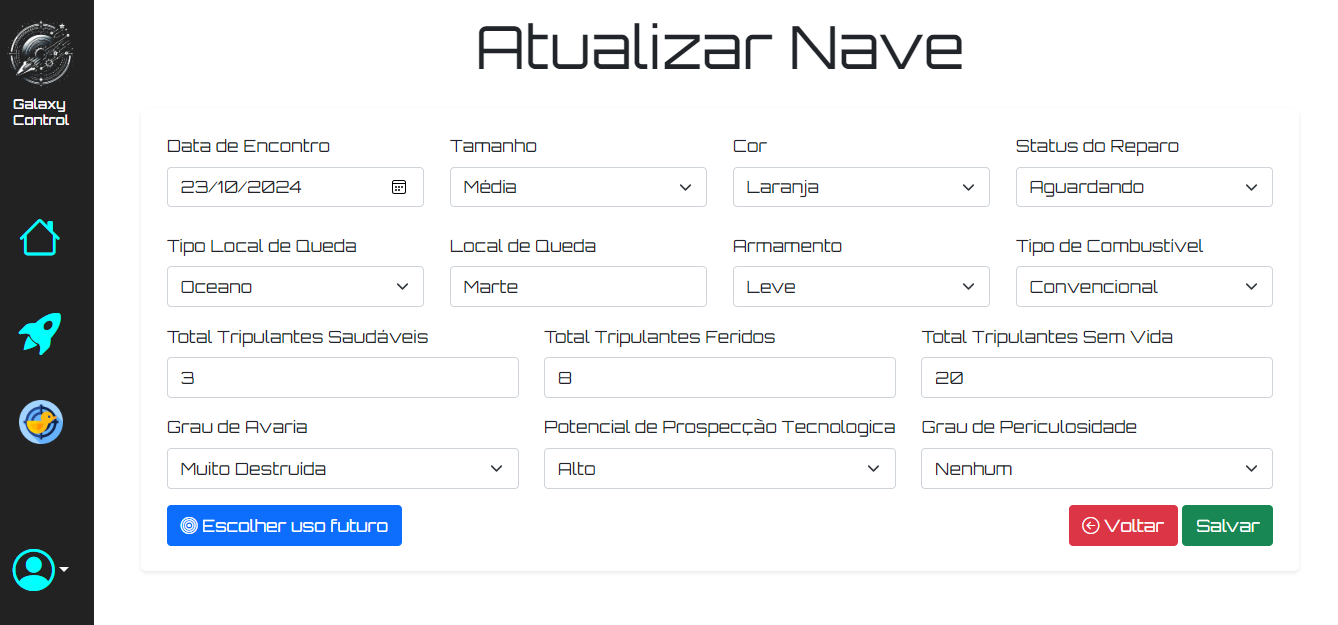 Atualizar Nave
Galaxy
Control
Data de Encontro
Tamanho
Cor
Status do Reparo
23/10/2024
Média
Laranja
Aguardando
Tipo Local de Queda
Local de Queda
Armamento
Tipo de Combustivel
Oceano
Marte
Leve
Convencional
Total Tripulantes Saudáveis
Total Tripulantes Feridos
Total Tripulantes Sem Vida
3
8
20
Grau de Avaria
Potencial de Prospecção Tecnologica
Grau de Periculosidade
Muito Destruida
Alto
Nenhum
Escolher uso futuro
Voltar
Salvar